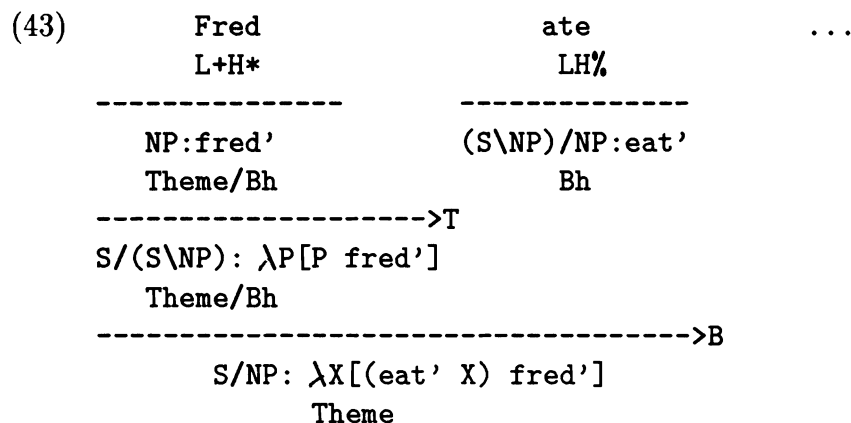 (43) Fred ate ...
L+H* LH%
--------------- --------------
NP:fred’ (S\NP)/NP:eat’
Theme/Bh Bh
--------------------->T
S/(S\NP): λP[P fred’]
Theme/Bh
-------------------------------------->B
S/NP: λX[(eat’ X) fred’]
Theme